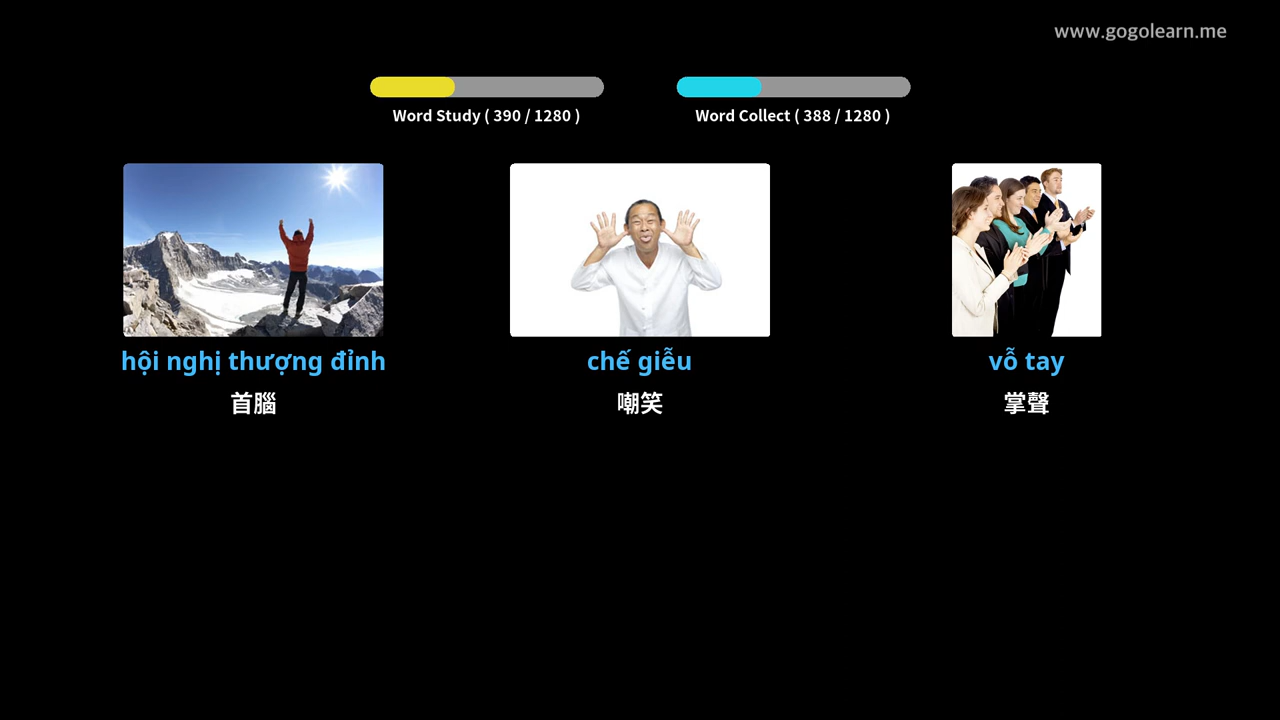 www.gogolearn.me
Word Study ( 390 / 1280 )
Word Collect ( 388 / 1280 )
hội nghị thượng đỉnh
chế giễu
vỗ tay
首腦
嘲笑
掌聲